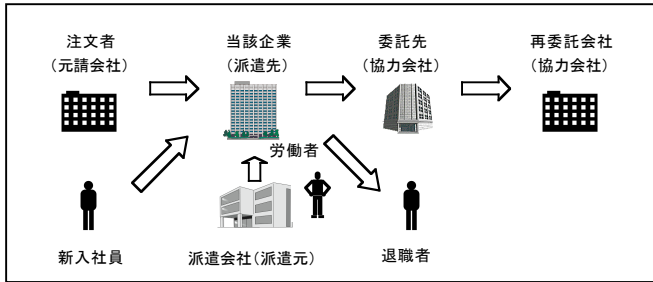 注文者
(元請会社)
当該企業
(派遣先)
委託先
(協力会社)
再委託会社
(協力会社)
労働者
新入社員
派遣会社(派遣元)
退職者